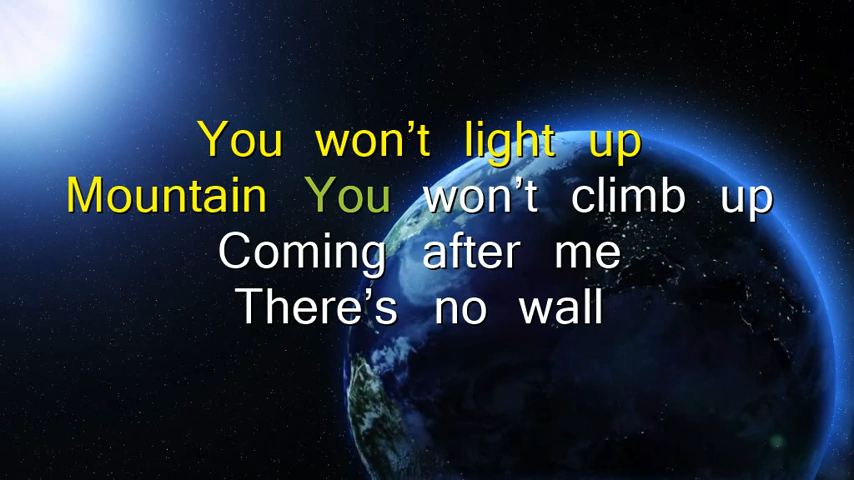 You won’t light up
Mountain You won’t climb up
Coming after me
There’s no wall